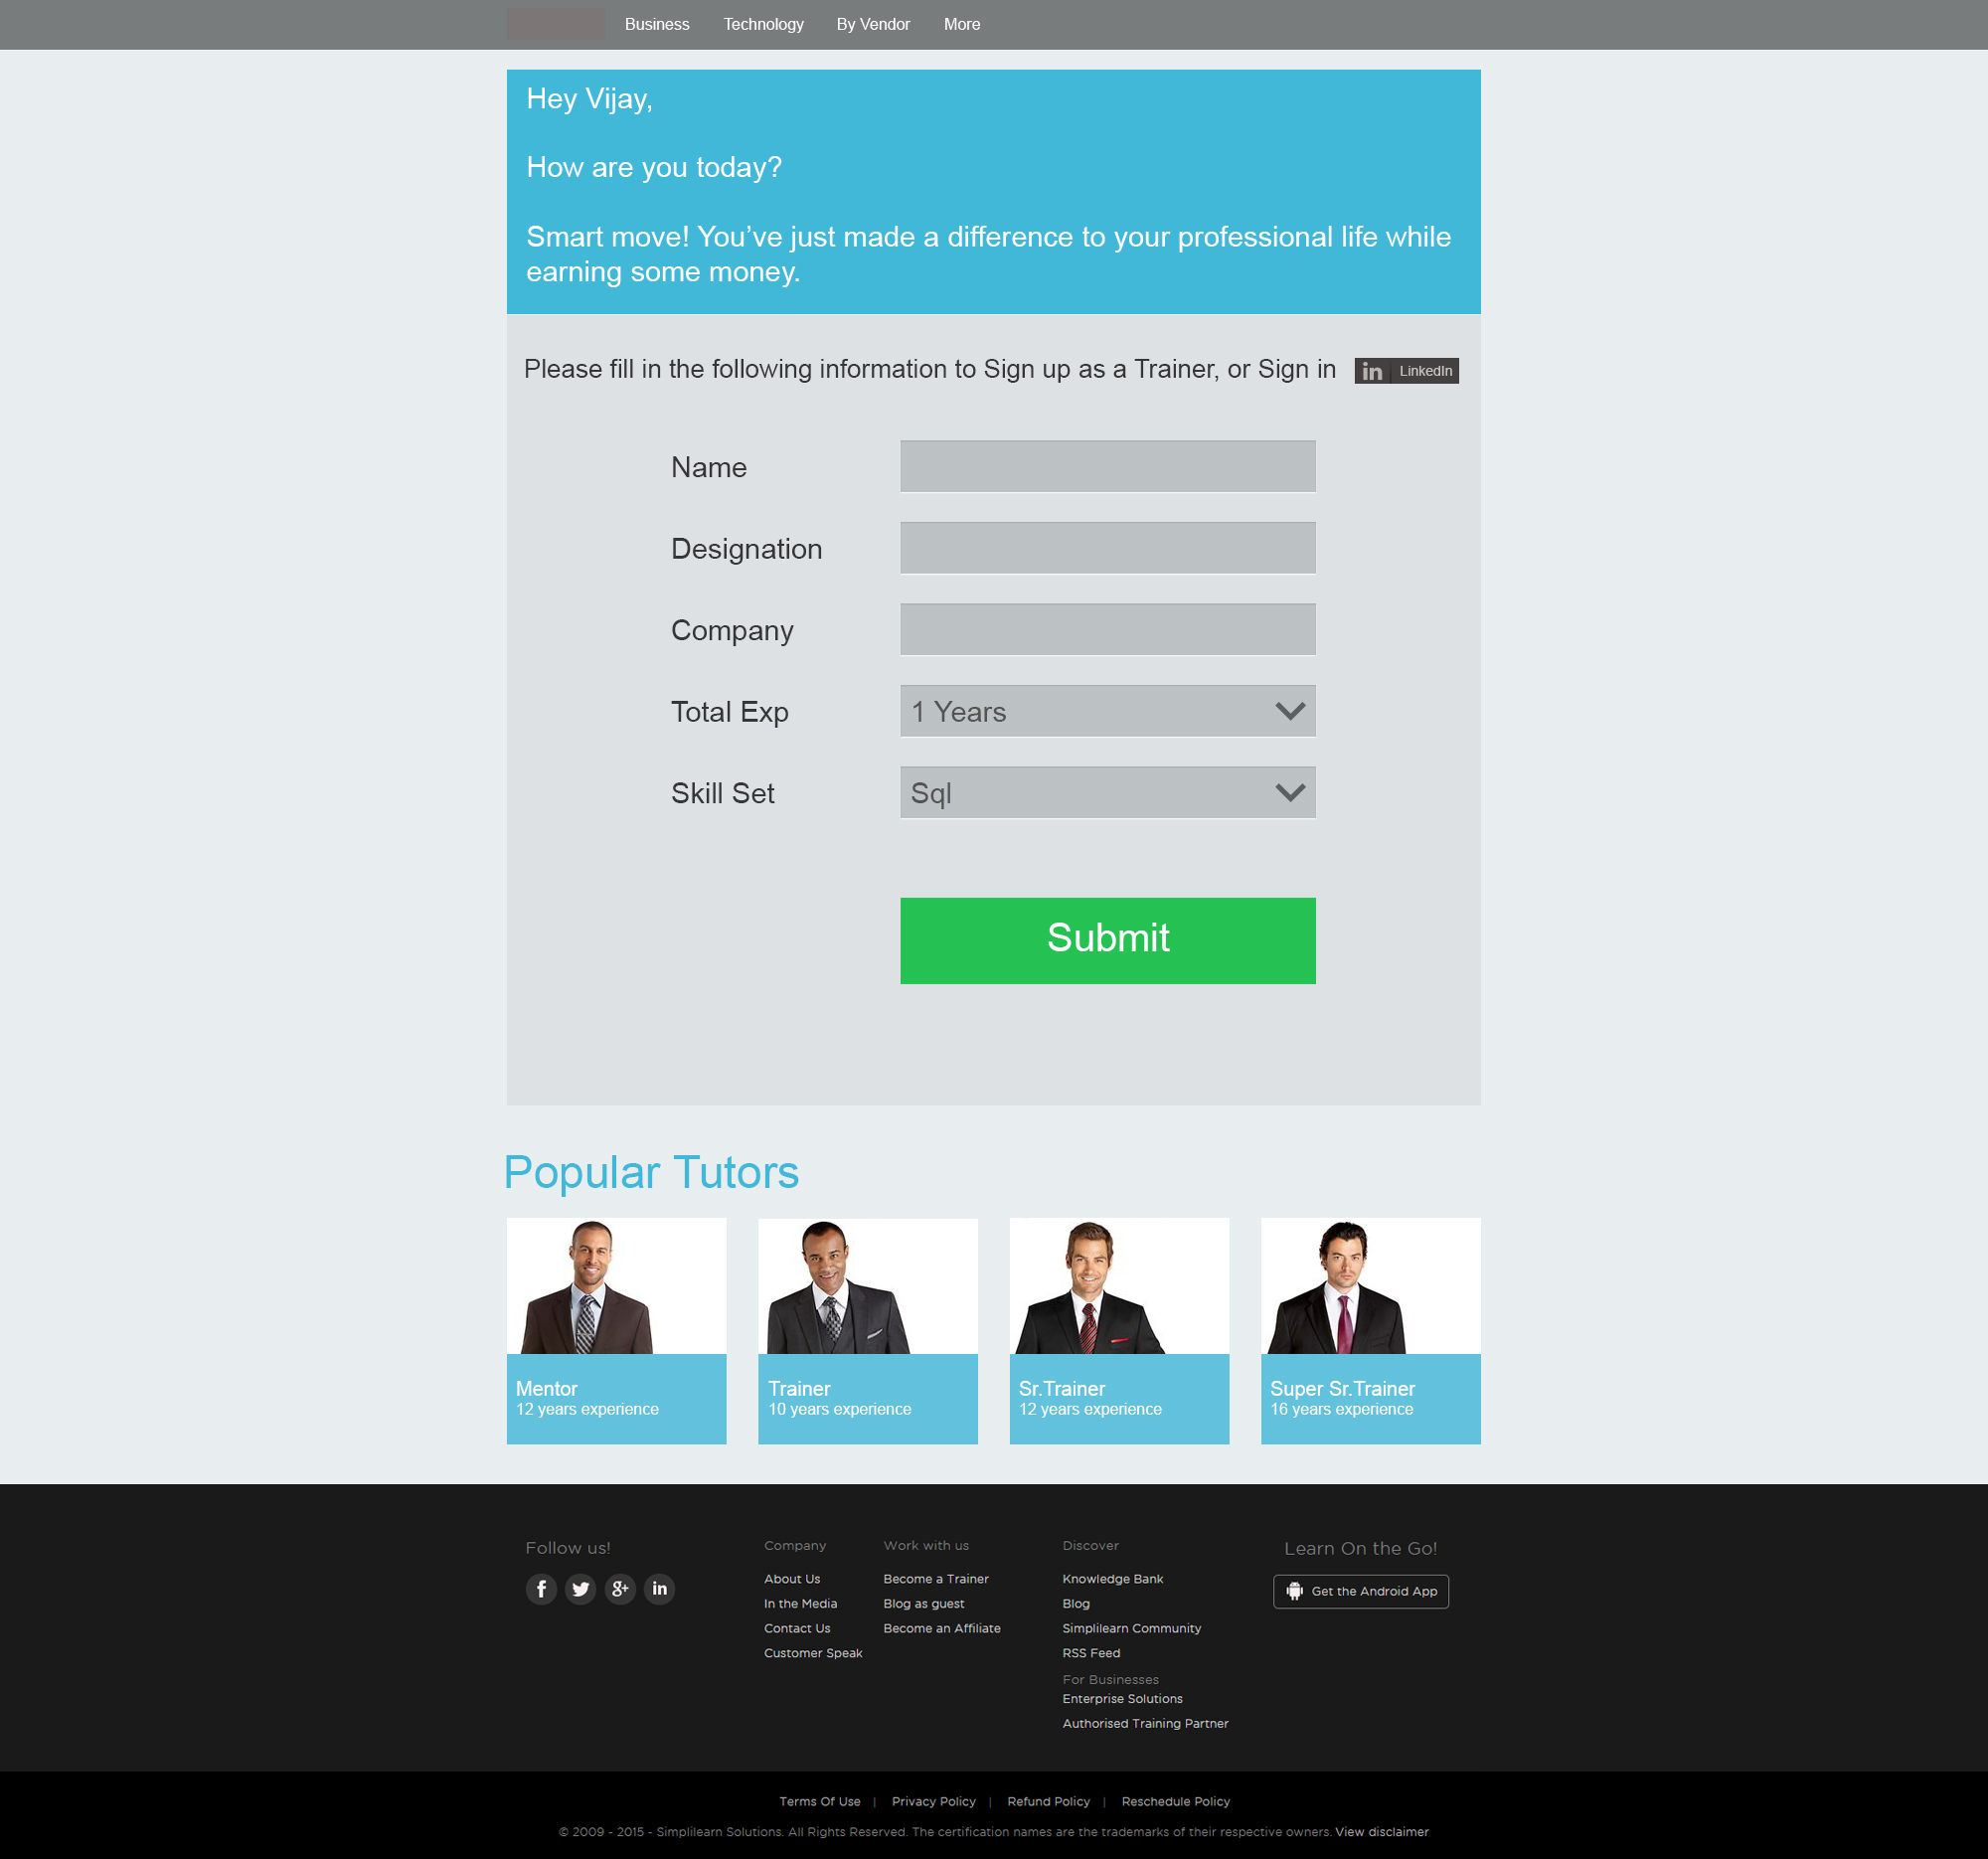 Business Technology By Vendor More
Hey Vijay,
How are you today?
Smart move! You’ve just made a difference to your professional life while
earning some money.
Please fill in the following information to Sign up as a Trainer, or Sign in
in LinkedIn
Name
Designation
Company
Total Exp 1 Years
Skill Set Sql
Submit
Popular Tutors
Mentor
12 years experience
Trainer
10 years experience
Sr.Trainer
12 years experience
Super Sr.Trainer
16 years experience
Follow us!
Company
About Us
In the Media
Contact Us
Customer Speak
Work with us
Become a Trainer
Blog as guest
Become an Affiliate
Discover
Knowledge Bank
Blog
Simplilearn Community
RSS Feed
For Businesses
Enterprise Solutions
Authorised Training Partner
Learn On the Go!
Get the Android App
Terms Of Use | Privacy Policy | Refund Policy | Reschedule Policy
© 2009 - 2015 - Simplilearn Solutions. All Rights Reserved. The certification names are the trademarks of their respective owners. View disclaimer